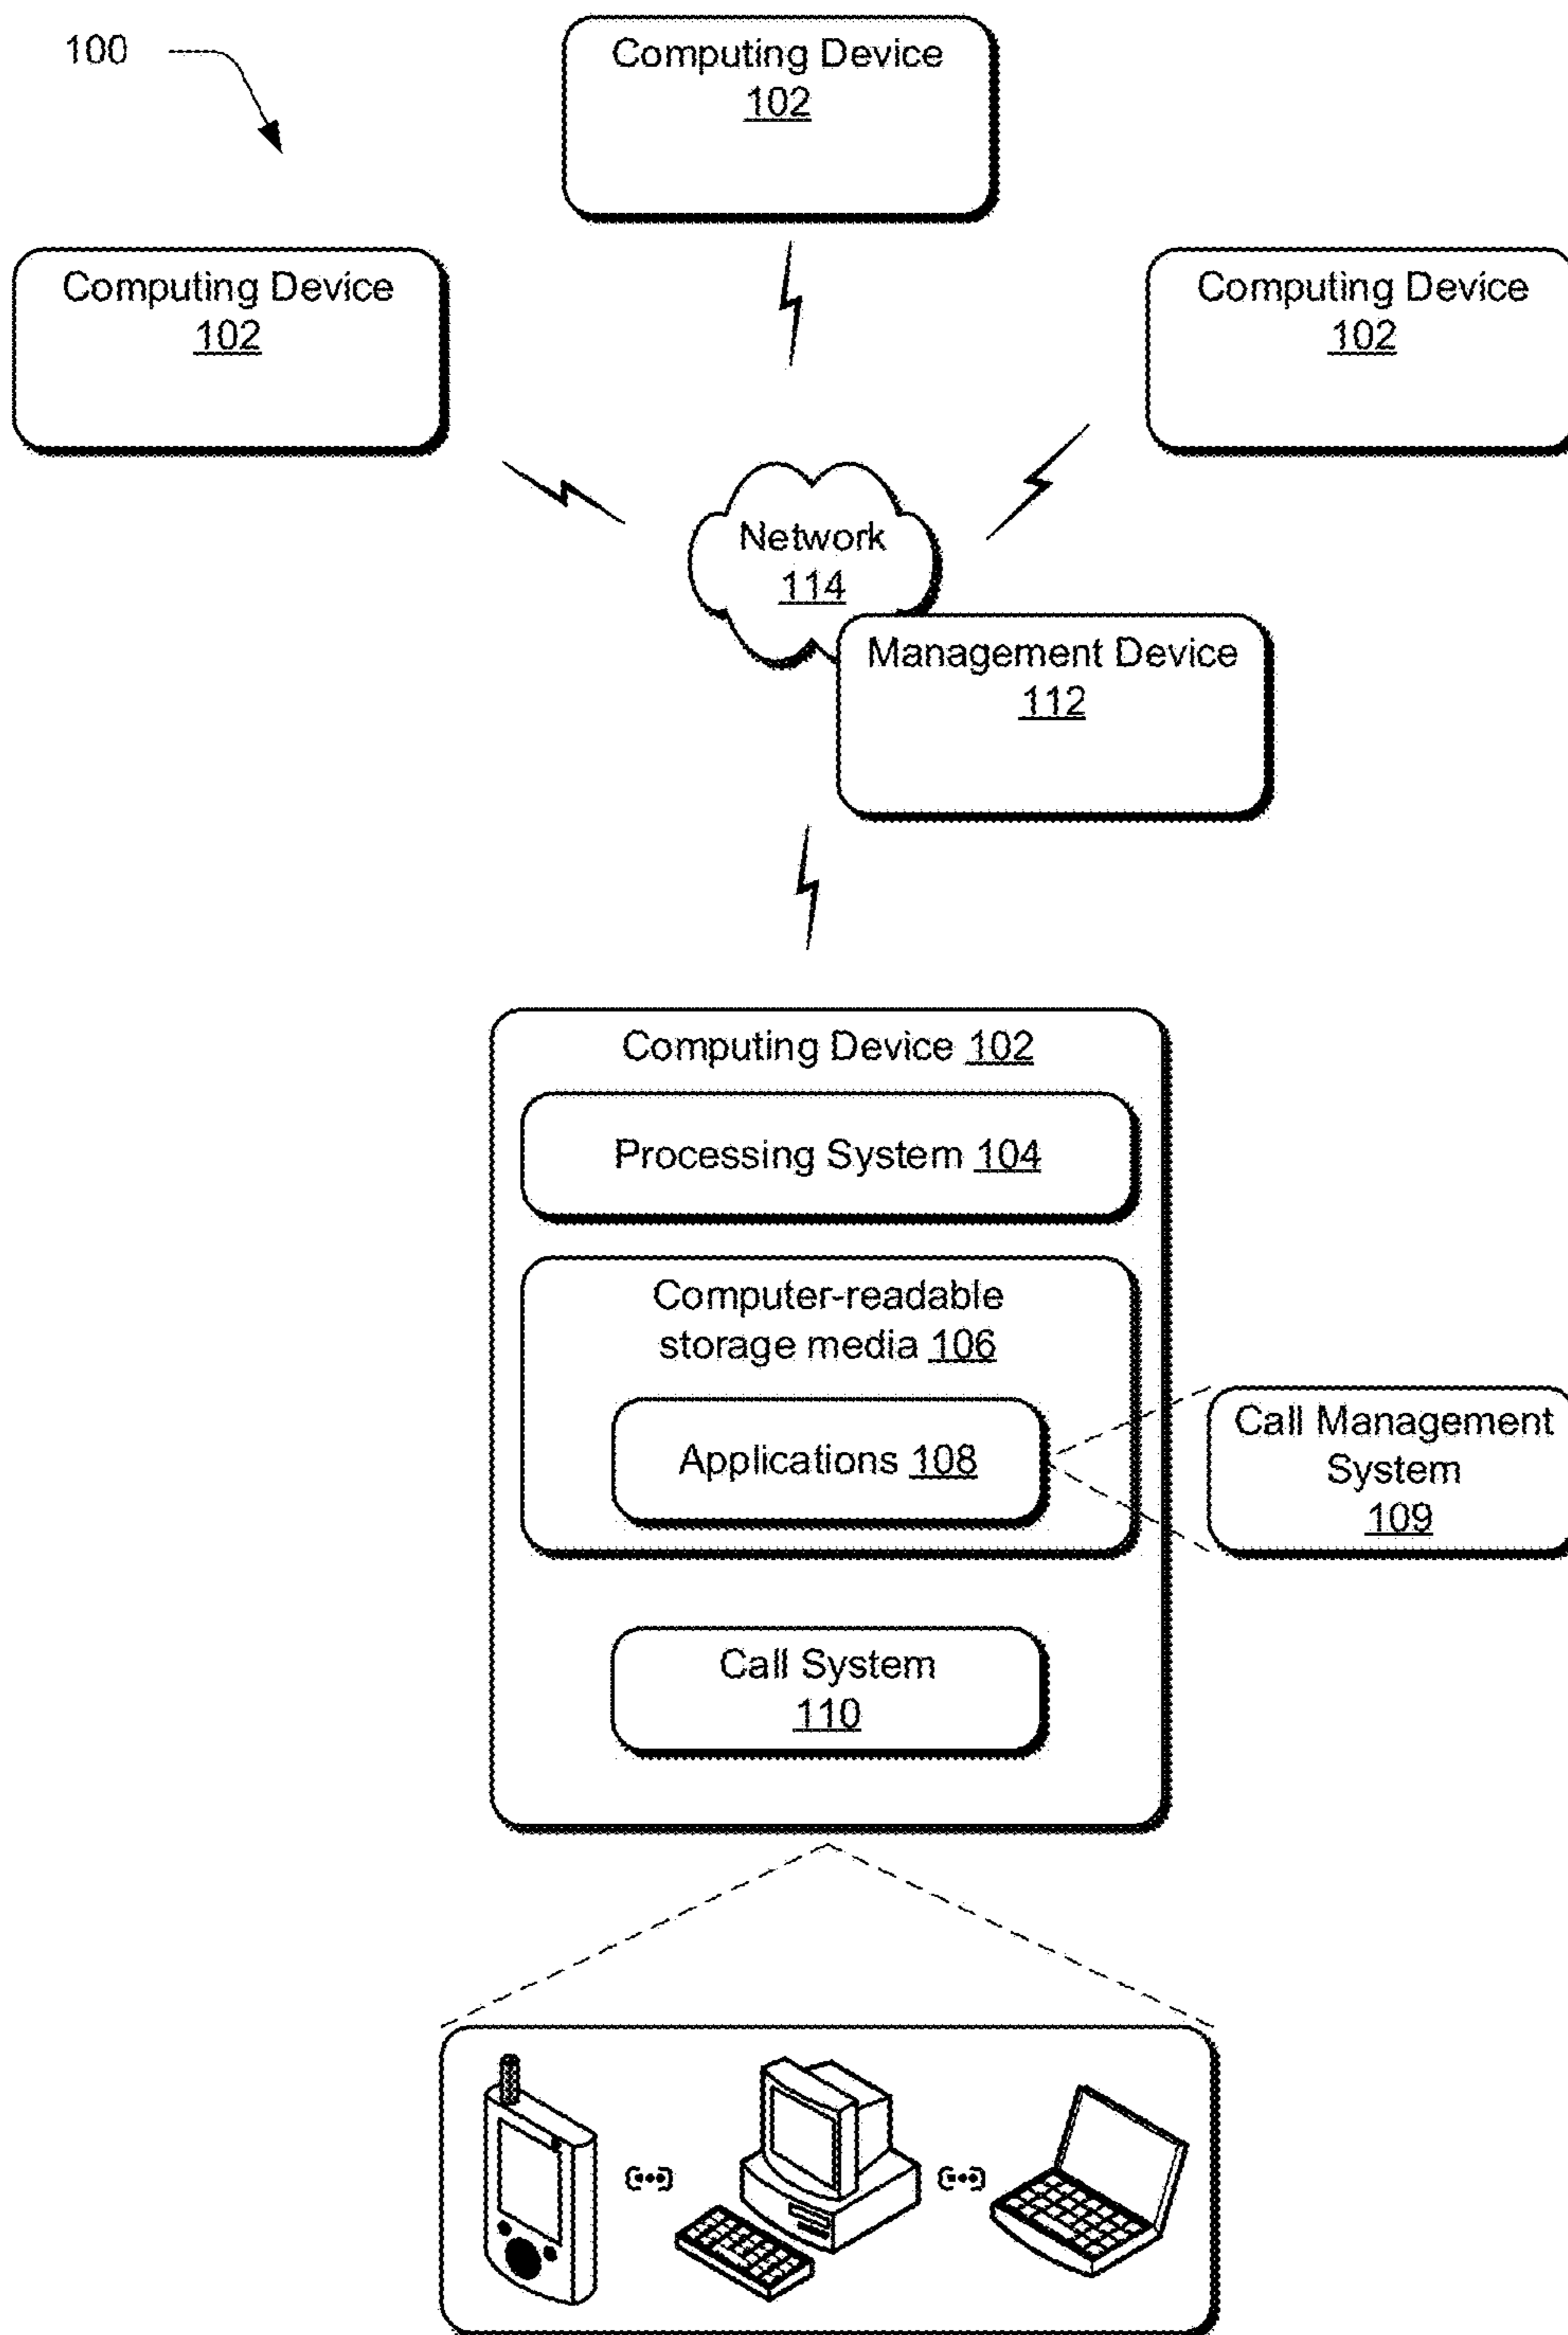 100
Computing Device
102
Computing Device
102
Computing Device
102
Network
114
Management Device
112
Computing Device 102
Processing System 104
Computer-readable
storage media 106
Applications 108
Call Management
System
109
Call System
110